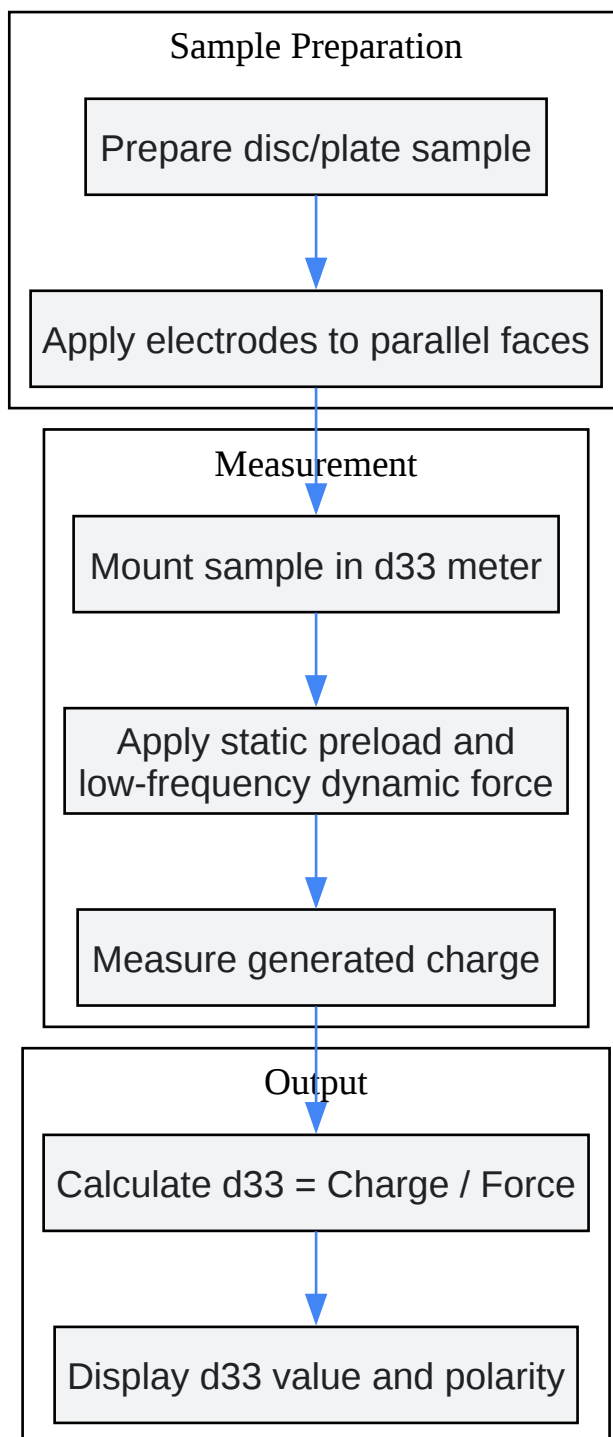 Sample Preparation
Prepare disc/plate sample
Apply electrodes to parallel faces
Measurement
Mount sample in d33 meter
Apply static preload and
low-frequency dynamic force
Measure generated charge
Output
Calculate d33 = Charge / Force
Display d33 value and polarity